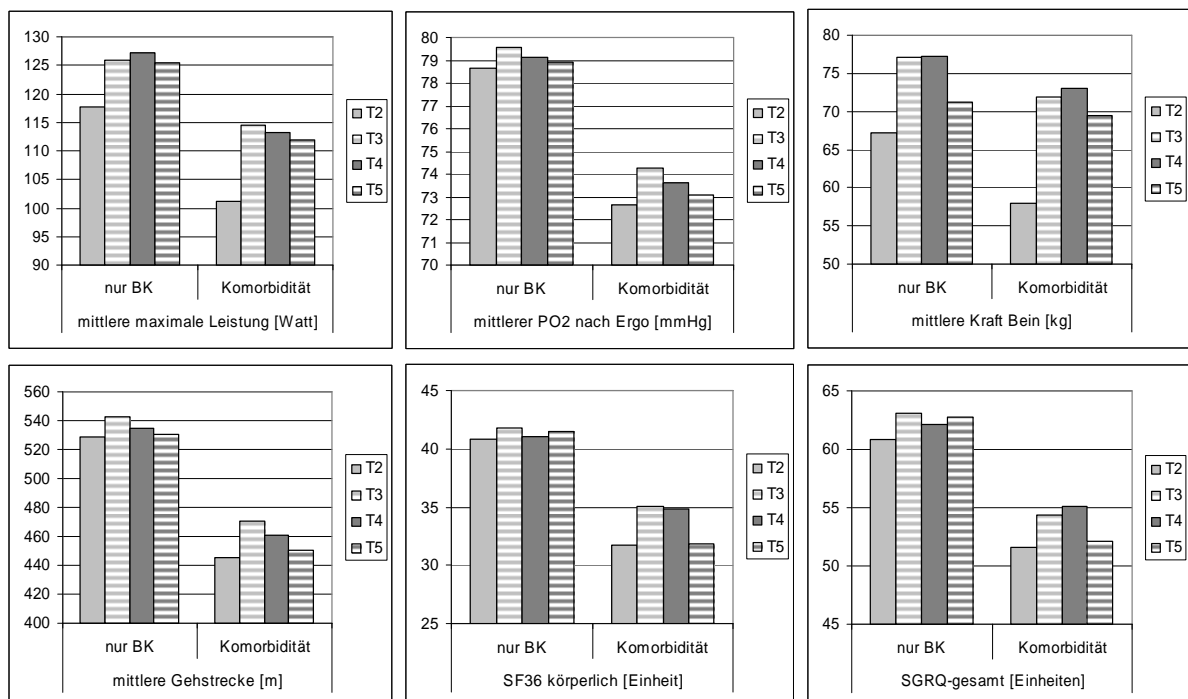 130
125
120
115
110
105
100
95
90
nur BK Komorbidität
mittlere maximale Leistung [Watt]
T2
T3
T4
T5
80
79
78
77
76
75
74
73
72
71
70
nur BK Komorbidität
mittlerer PO2 nach Ergo [mmHg]
T2
T3
T4
T5
80
75
70
65
60
55
50
nur BK Komorbidität
mittlere Kraft Bein [kg]
T2
T3
T4
T5
560
540
520
500
480
460
440
420
400
nur BK Komorbidität
mittlere Gehstrecke [m]
T2
T3
T4
T5
45
40
35
30
25
nur BK Komorbidität
SF36 körperlich [Einheit]
T2
T3
T4
T5
65
60
55
50
45
nur BK Komorbidität
SGRQ-gesamt [Einheiten]
T2
T3
T4
T5